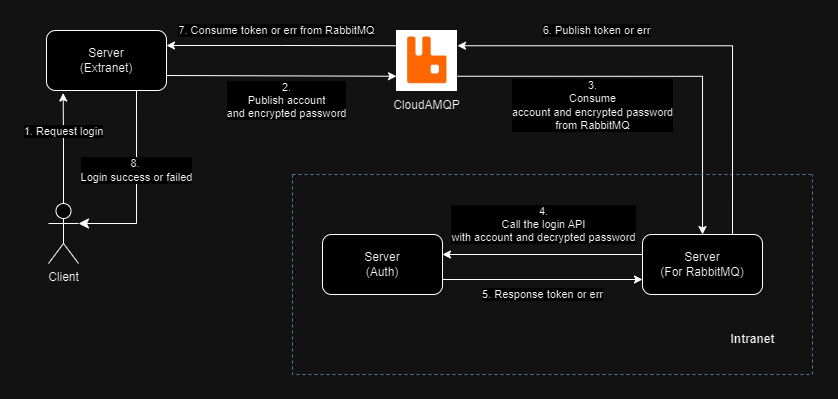 7. Consume token or err from RabbitMQ
6. Publish token or err
Server
(Extranet)
2.
Publish account
and encrypted password
CloudAMQP
3.
Consume
account and encrypted password
from RabbitMQ
1. Request login
8.
Login success or failed
4.
Call the login API
with account and decrypted password
Server
(Auth)
Server
(For RabbitMQ)
Client
5. Response token or err
Intranet